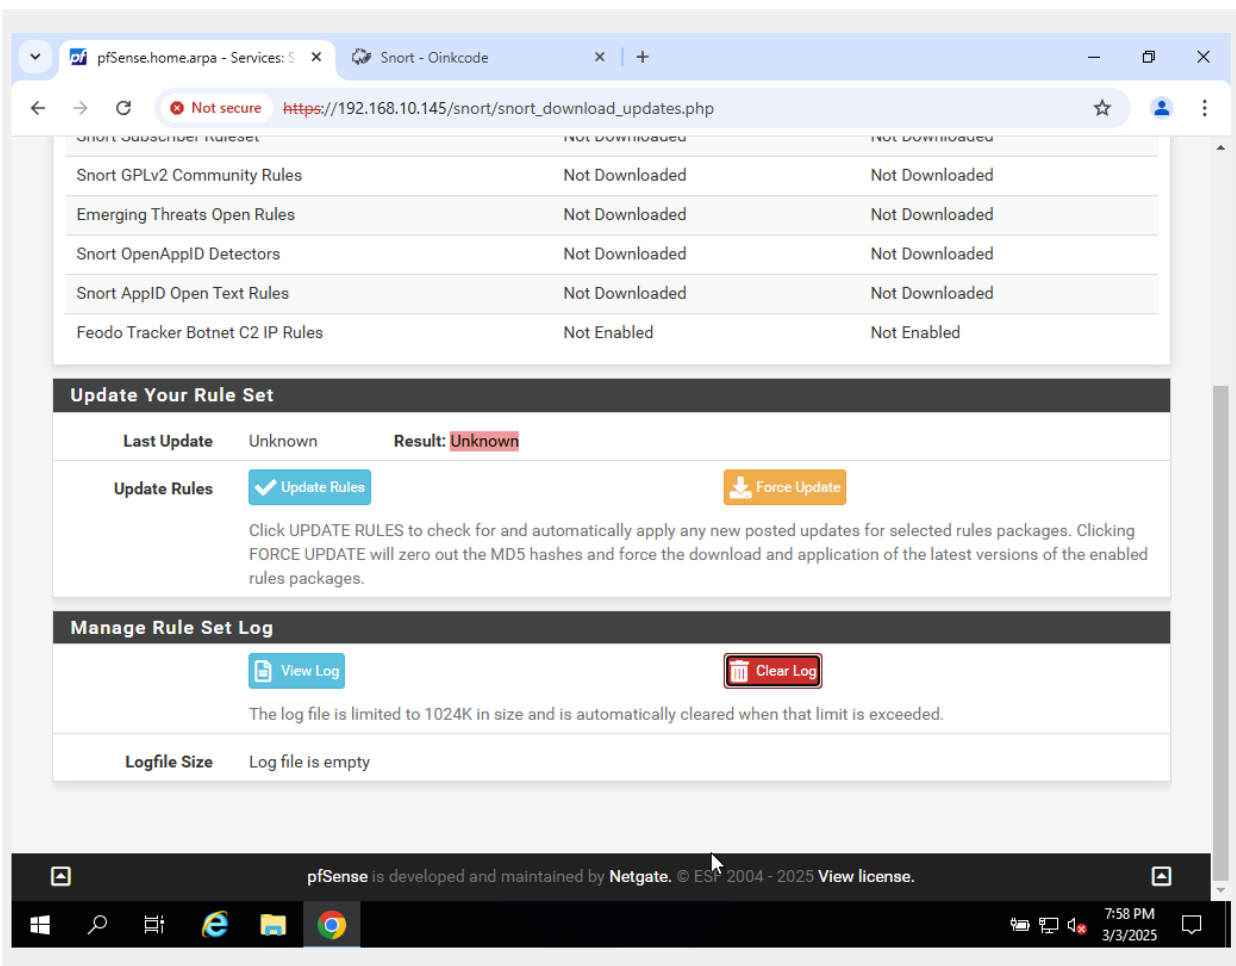 pfSense.home.arpa - Services: S
Snort - Oinkcode
Not secure https://192.168.10.145/snort/snort_download_updates.php
Snort Subscriber Ruleset Not Downloaded Not Downloaded
Snort GPLv2 Community Rules Not Downloaded Not Downloaded
Emerging Threats Open Rules Not Downloaded Not Downloaded
Snort OpenAppID Detectors Not Downloaded Not Downloaded
Snort AppID Open Text Rules Not Downloaded Not Downloaded
Feodo Tracker Botnet C2 IP Rules Not Enabled Not Enabled
Update Your Rule Set
Last Update Unknown Result: Unknown
Update Rules Update Rules Force Update
Click UPDATE RULES to check for and automatically apply any new posted updates for selected rules packages. Clicking
FORCE UPDATE will zero out the MD5 hashes and force the download and application of the latest versions of the enabled
rules packages.
Manage Rule Set Log
View Log Clear Log
The log file is limited to 1024K in size and is automatically cleared when that limit is exceeded.
Logfile Size Log file is empty
pfSense is developed and maintained by Netgate. © ESF 2004 - 2025 View license.
7:58 PM
3/3/2025